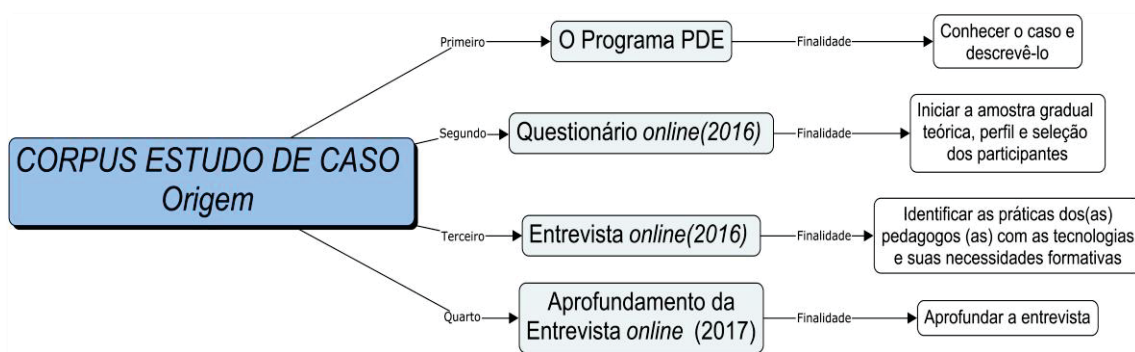 CORPUS ESTUDO DE CASO
Origem
Primeiro
O Programa PDE
Finalidade
Conhecer o caso e
descrevê-lo
Segundo
Questionário online(2016)
Finalidade
Iniciar a amostra gradual
teórica, perfil e seleção
dos participantes
Terceiro
Entrevista online(2016)
Finalidade
Identificar as práticas dos(as)
pedagogos (as) com as tecnologias
e suas necessidades formativas
Quarto
Aprofundamento da
Entrevista online (2017)
Finalidade
Aprofundar a entrevista